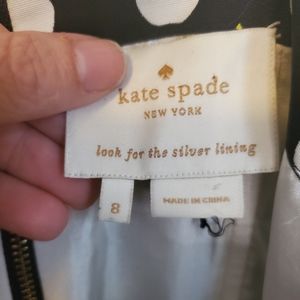 kate spade
NEW YORK
look for the silver lining
8
MADE IN CHINA